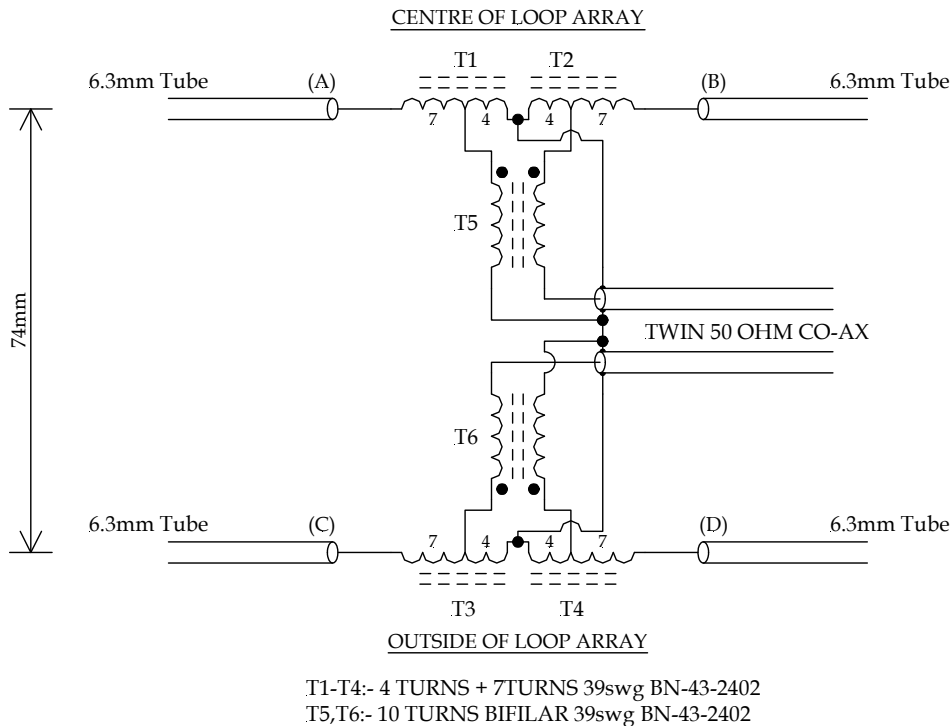 CENTRE OF LOOP ARRAY
T1 T2
6.3mm Tube (A) (B) 6.3mm Tube
7 4 4 7
T5
74mm
TWIN 50 OHM CO-AX
T6
6.3mm Tube (C) (D) 6.3mm Tube
7 4 4 7
T3 T4
OUTSIDE OF LOOP ARRAY
T1-T4:- 4 TURNS + 7TURNS 39swg BN-43-2402
T5,T6:- 10 TURNS BIFILAR 39swg BN-43-2402